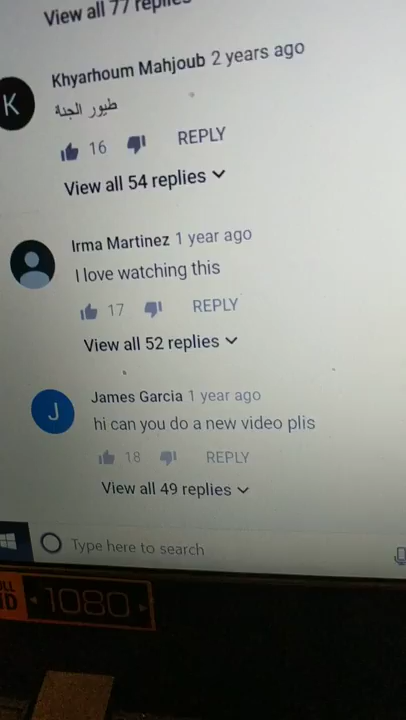 View all 77 replies
Khyarhoum Mahjoub 2 years ago
K
طيور الجنة
16 REPLY
View all 54 replies
Irma Martinez 1 year ago
I love watching this
17 REPLY
View all 52 replies
James Garcia 1 year ago
J
hi can you do a new video plis
18 REPLY
View all 49 replies
Type here to search
1080